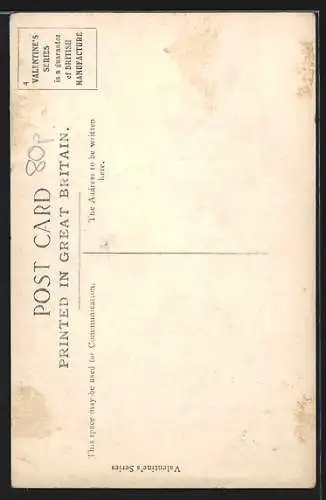 POST CARD
80p
PRINTED IN GREAT BRITAIN.
This space may be used for Communication.
The Address to be written
here.
4
VALENTINE'S
SERIES
is a guarantee
of BRITISH
MANUFACTURE
Valentine's Series